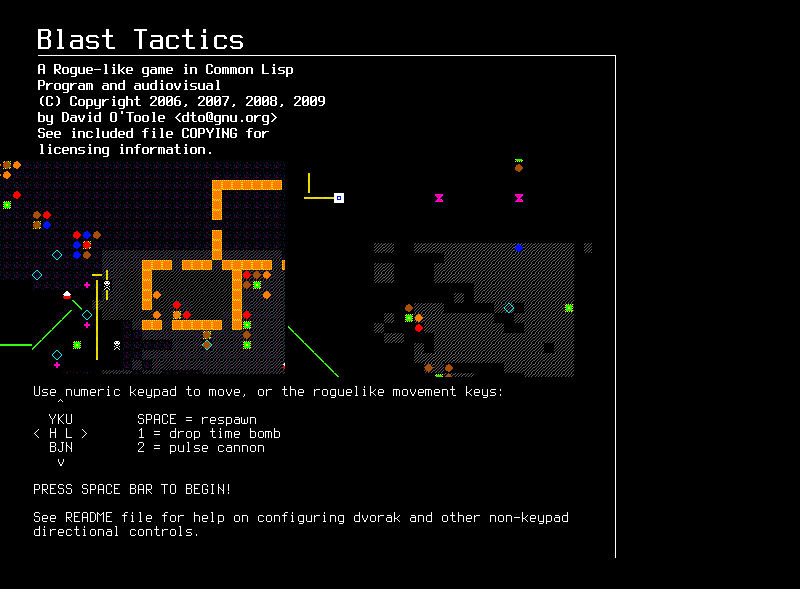 Blast Tactics
A Rogue-like game in Common Lisp
Program and audiovisual
(C) Copyright 2006, 2007, 2008, 2009
by David O'Toole <dto@gnu.org>
See included file COPYING for
licensing information.
Use numeric keypad to move, or the roguelike movement keys:
^
YKU SPACE = respawn
< H L > 1 = drop time bomb
BJN 2 = pulse cannon
v
PRESS SPACE BAR TO BEGIN!
See README file for help on configuring dvorak and other non-keypad
directional controls.